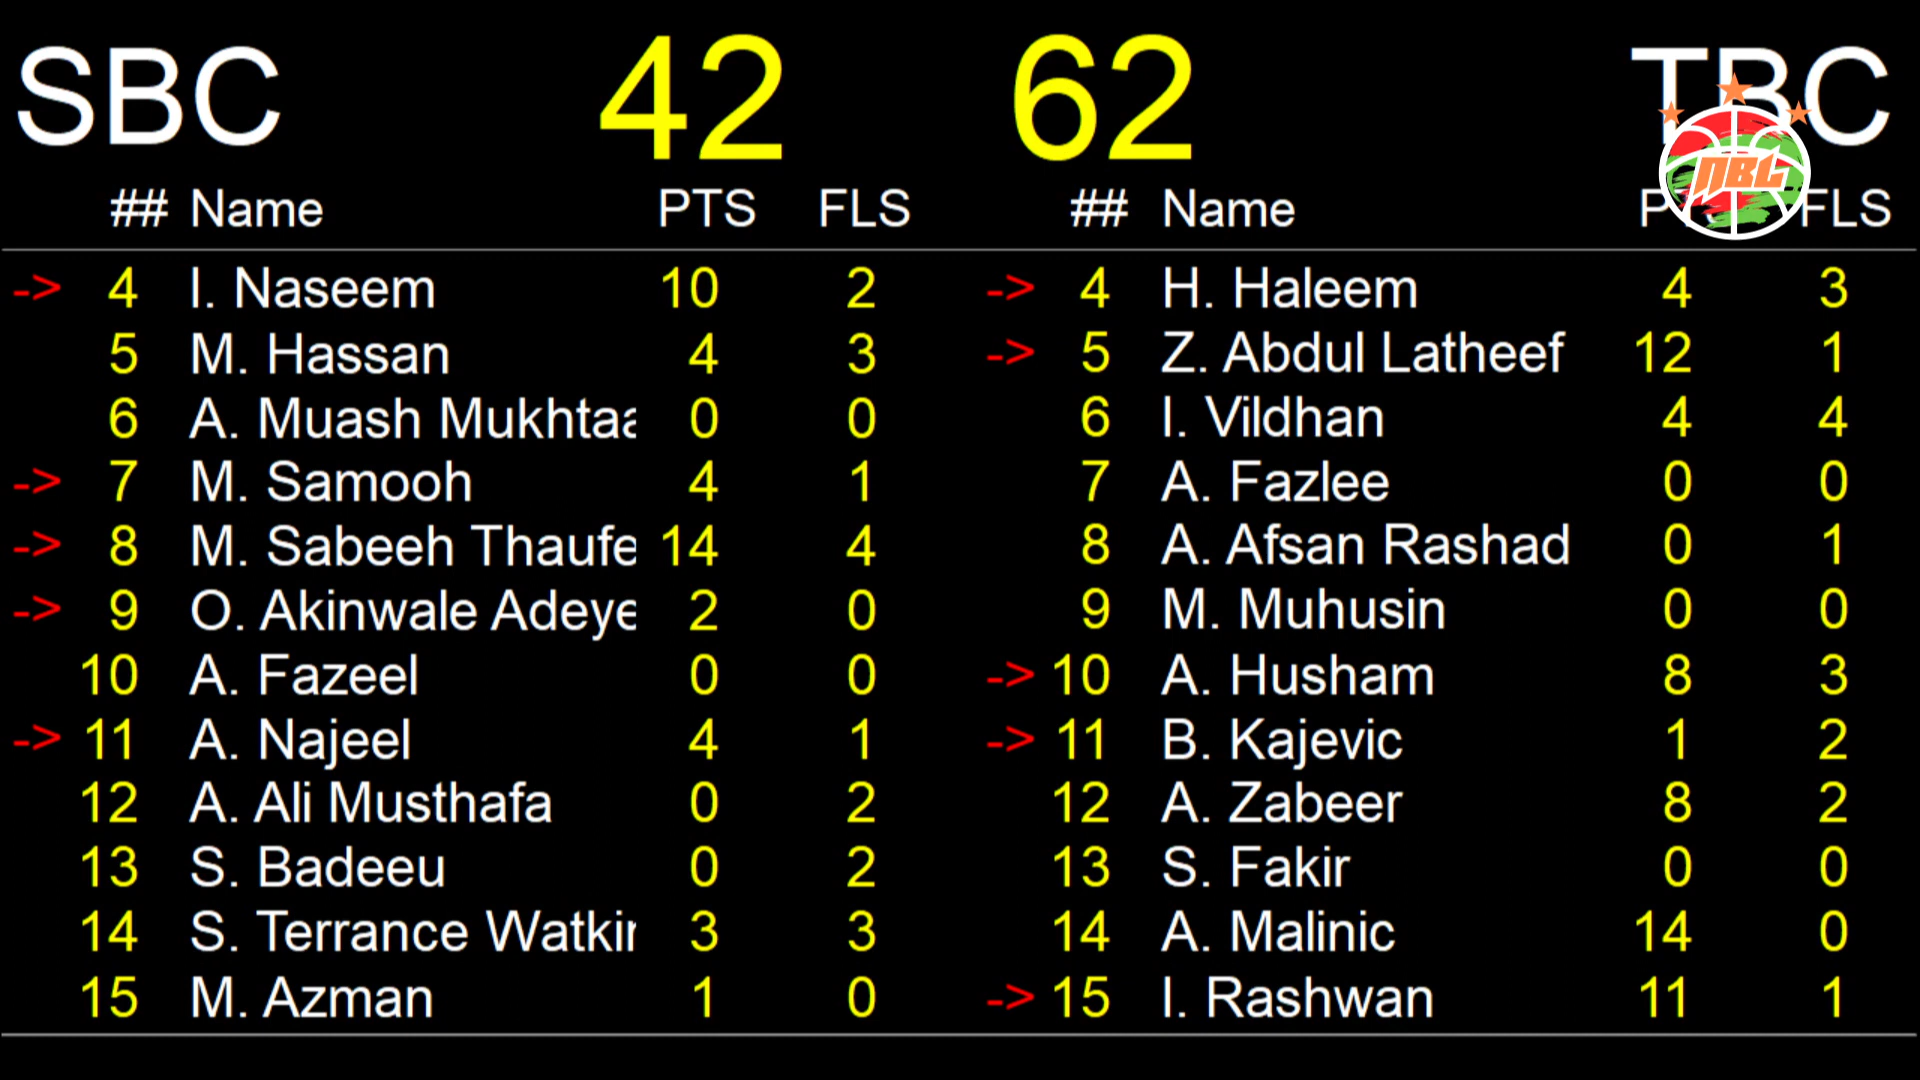 SBC 42 62 TBC
## Name PTS FLS ## Name FLS
NBL
-> 4 I. Naseem 10 2 -> 4 H. Haleem 4 3
5 M. Hassan 4 3 -> 5 Z. Abdul Latheef 12 1
6 A. Muash Mukhtaa 0 0 6 I. Vildhan 4 4
-> 7 M. Samooh 4 1 7 A. Fazlee 0 0
-> 8 M. Sabeeh Thaufe 14 4 8 A. Afsan Rashad 0 1
-> 9 O. Akinwale Adeye 2 0 9 M. Muhusin 0 0
10 A. Fazeel 0 0 -> 10 A. Husham 8 3
-> 11 A. Najeel 4 1 -> 11 B. Kajevic 1 2
12 A. Ali Musthafa 0 2 12 A. Zabeer 8 2
13 S. Badeeu 0 2 13 S. Fakir 0 0
14 S. Terrance Watkin 3 3 14 A. Malinic 14 0
15 M. Azman 1 0 -> 15 I. Rashwan 11 1